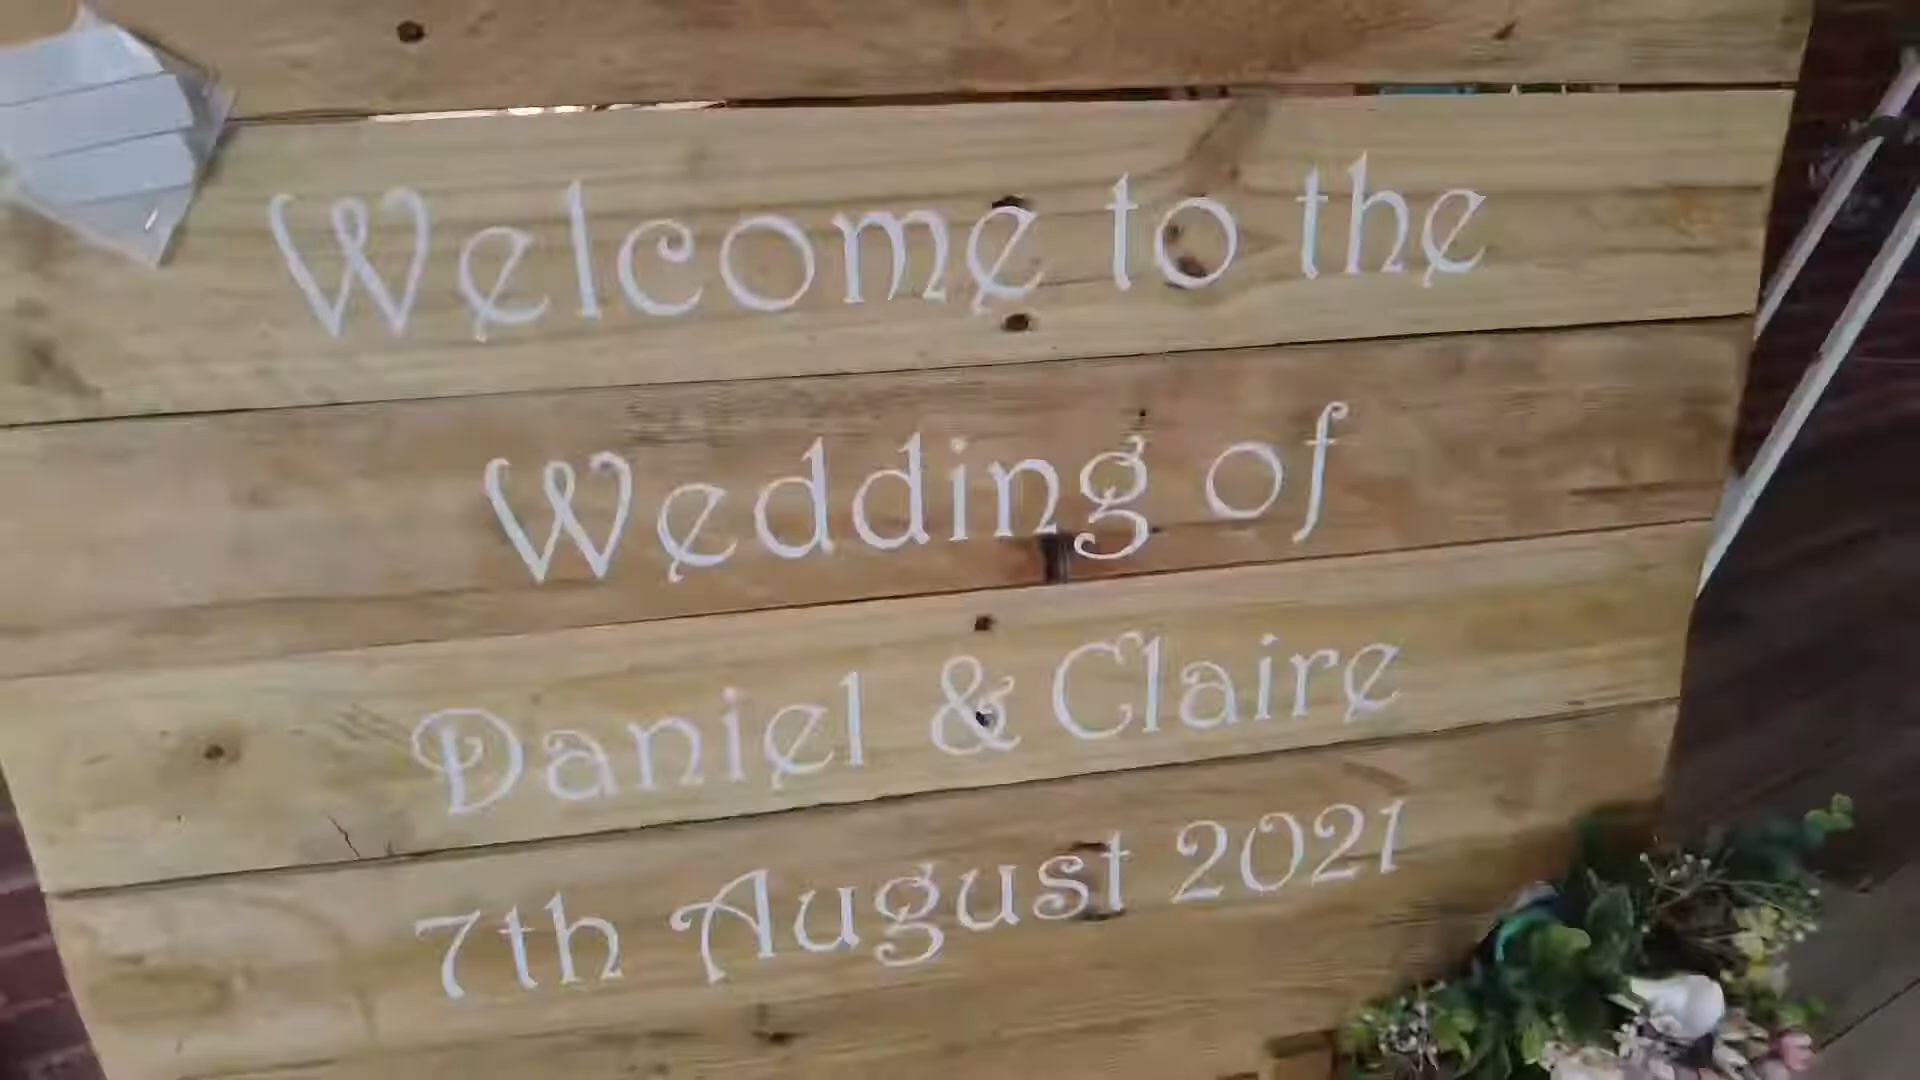 Welcome to the
Wedding of
Daniel & Claire
7th August 2021